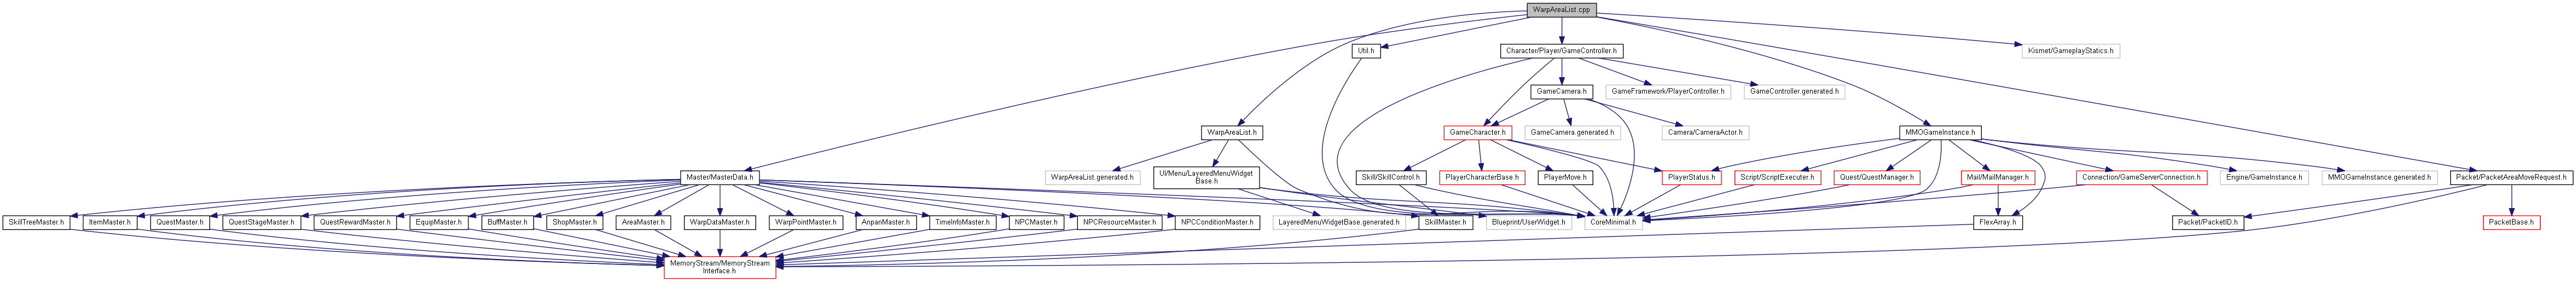 WarpAreaList.cpp
Util.h
Character/Player/GameController.h
Kismet/GameplayStatics.h
GameCamera.h
GameFramework/PlayerController.h
GameController.generated.h
WarpAreaList.h
GameCharacter.h
GameCamera.generated.h
Camera/CameraActor.h
MMOGameInstance.h
Master/MasterData.h
WarpAreaList.generated.h
UI/Menu/LayeredMenuWidget
Base.h
Skill/SkillControl.h
PlayerCharacterBase.h
PlayerMove.h
PlayerStatus.h
Script/ScriptExecuter.h
Quest/QuestManager.h
Mail/MailManager.h
Connection/GameServerConnection.h
Engine/GameInstance.h
MMOGameInstance.generated.h
Packet/PacketAreaMoveRequest.h
SkillTreeMaster.h
ItemMaster.h
QuestMaster.h
QuestStageMaster.h
QuestRewardMaster.h
EquipMaster.h
BuffMaster.h
ShopMaster.h
AreaMaster.h
WarpDataMaster.h
WarpPointMaster.h
AnpanMaster.h
TimeInfoMaster.h
NPCMaster.h
NPCResourceMaster.h
NPCConditionMaster.h
LayeredMenuWidgetBase.generated.h
SkillMaster.h
Blueprint/UserWidget.h
CoreMinimal.h
FlexArray.h
Packet/PacketID.h
PacketBase.h
MemoryStream/MemoryStream
Interface.h